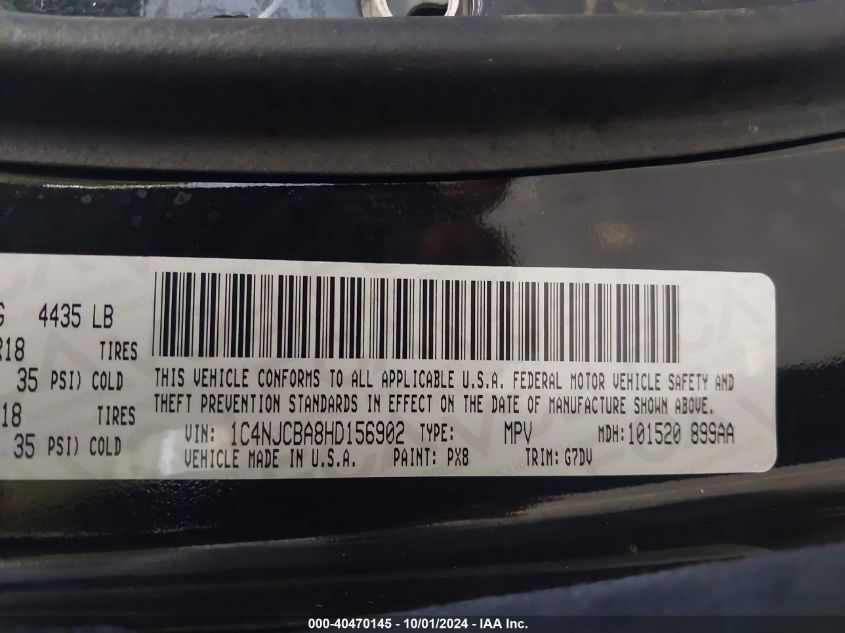 G 4435 LB
R18 TIRES
35 PSI) COLD
18 TIRES
35 PSI) COLD
THIS VEHICLE CONFORMS TO ALL APPLICABLE U.S.A. FEDERAL MOTOR VEHICLE SAFETY AND
THEFT PREVENTION STANDARDS IN EFFECT ON THE DATE OF MANUFACTURE SHOWN ABOVE.
VIN: 1C4NJCBA8HD156902 TYPE: MPV MDH: 101520 899AA
VEHICLE MADE IN U.S.A. PAINT: PX8 TRIM: G7DV
000-40470145 - 10/01/2024 - IAA Inc.